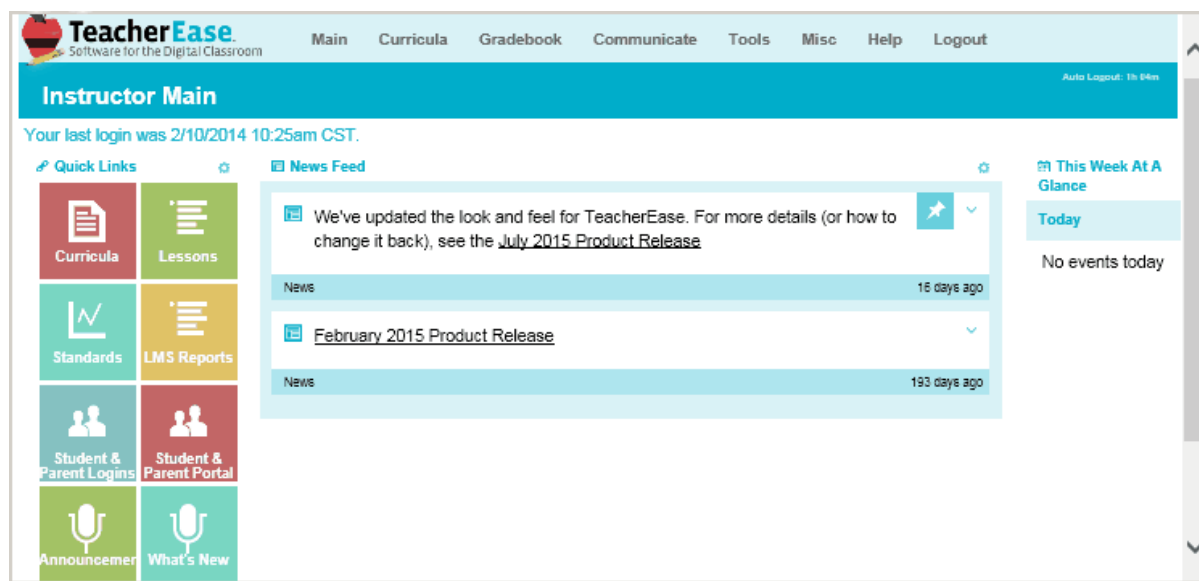 TeacherEase.
Software for the Digital Classroom
Main Curricula Gradebook Communicate Tools Misc Help Logout
Auto Logout: 1h 04m
Instructor Main
Your last login was 2/10/2014 10:25am CST.
Quick Links
Curricula
Lessons
Standards
LMS Reports
Student &
Parent Logins
Student &
Parent Portal
Announcemer
What's New
News Feed
We've updated the look and feel for TeacherEase. For more details (or how to
change it back), see the July 2015 Product Release
News 16 days ago
February 2015 Product Release
News 193 days ago
This Week At A
Glance
Today
No events today